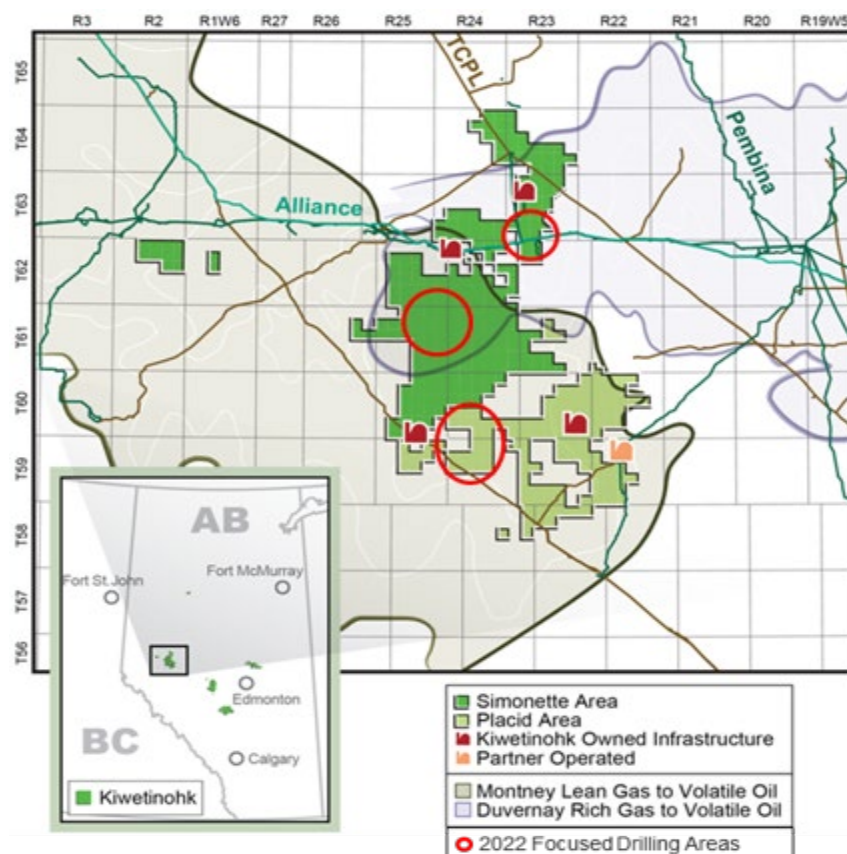 R3 R2 R1W6 R27 R26 R25 R24 R23 R22 R21 R20 R19W5
T65
T64
T63
T62
T61
T60
T59
T58
T57
T56
TCPL
Pembina
Alliance
AB
Fort St.John
Fort McMurray
Edmonton
BC
Calgary
Kiwetinohk
Simonette Area
Placid Area
Kiwetinohk Owned Infrastructure
Partner Operated
Montney Lean Gas to Volatile Oil
Duvernay Rich Gas to Volatile Oil
2022 Focused Drilling Areas